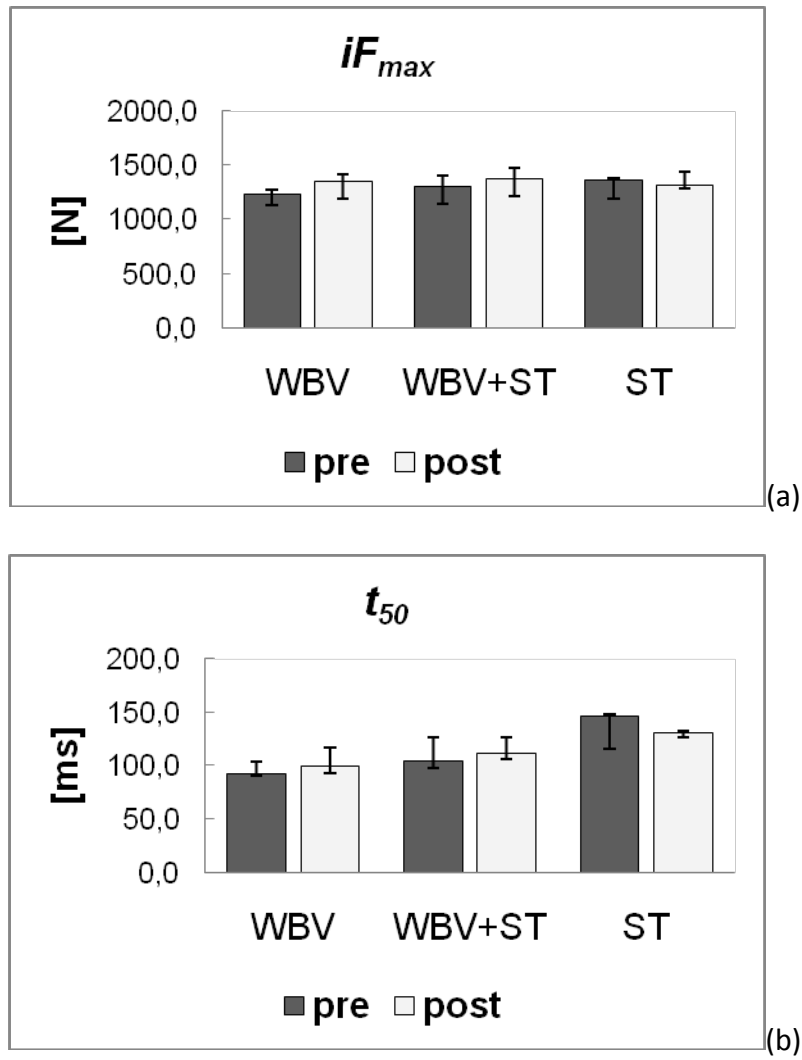 iFmax
2000,0
1500,0
1000,0
500,0
0,0
[N]
WBV WBV+ST ST
pre post
(a)
t50
200,0
150,0
100,0
50,0
0,0
[ms]
WBV WBV+ST ST
pre post
(b)